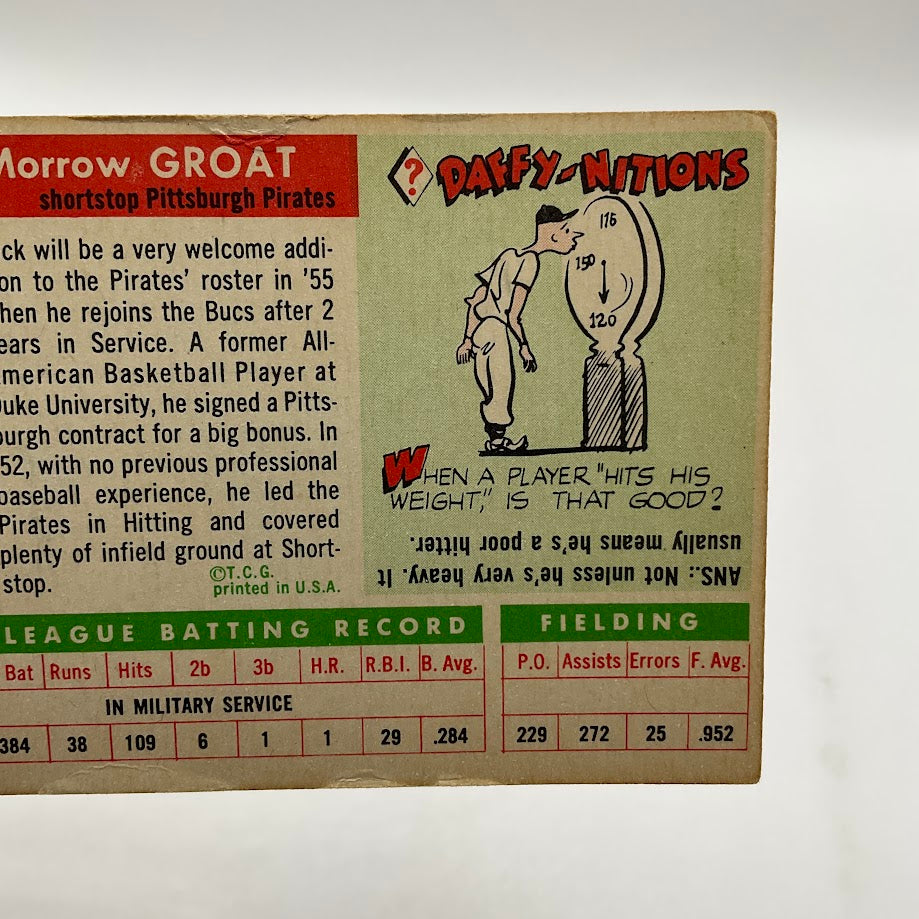 Morrow GROAT
shortstop Pittsburgh Pirates
ck will be a very welcome addi-
on to the Pirates' roster in '55
hen he rejoins the Bucs after 2
ears in Service. A former All-
merican Basketball Player at
Duke University, he signed a Pitts-
burgh contract for a big bonus. In
52, with no previous professional
baseball experience, he led the
Pirates in Hitting and covered
plenty of infield ground at Short-
stop.
©T.C.G.
printed in U.S.A.
? DAFFY-NITIONS
175
150
120
WHEN A PLAYER "HITS HIS
WEIGHT," IS THAT GOOD?
ANS.: Not unless he's very heavy. It
usually means he's a poor hitter.
LEAGUE BATTING RECORD
Bat Runs Hits 2b 3b H.R. R.B.I. B. Avg.
IN MILITARY SERVICE
384 38 109 6 1 1 29 .284
FIELDING
P.O. Assists Errors F. Avg.
229 272 25 .952